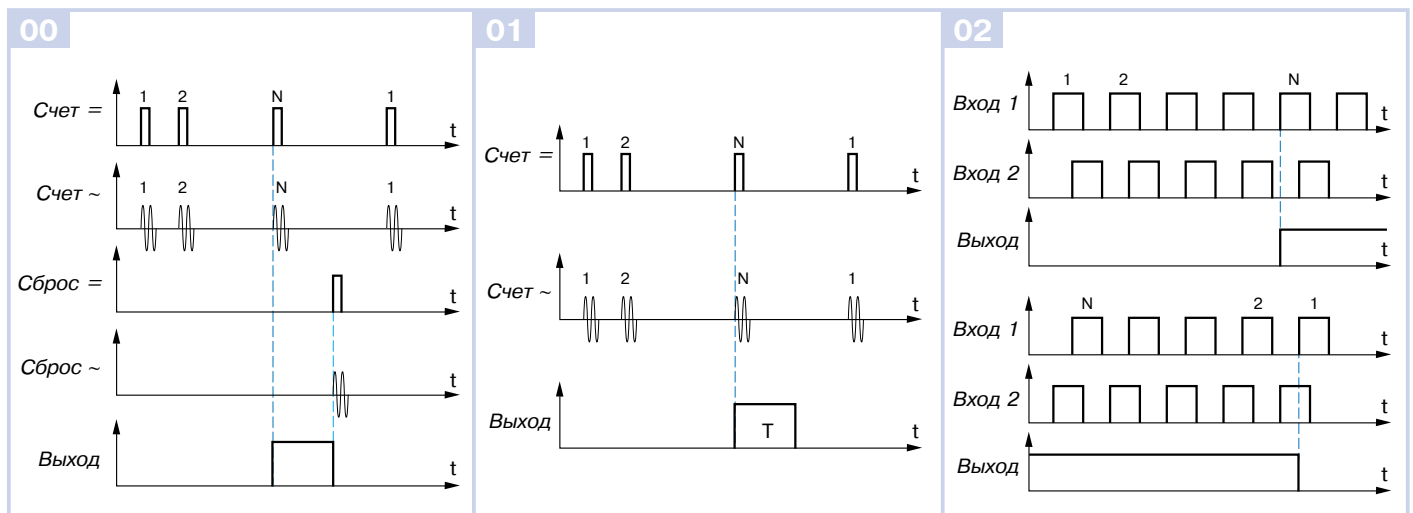 00
Счет =
1 2 N 1
t
Счет ~
1 2 N 1
t
Сброс =
t
Сброс ~
t
Выход
t
01
Счет =
1 2 N 1
t
Счет ~
1 2 N 1
t
Выход
T
t
02
1 2 N
Вход 1
t
Вход 2
t
Выход
t
N 2 1
Вход 1
t
Вход 2
t
Выход
t